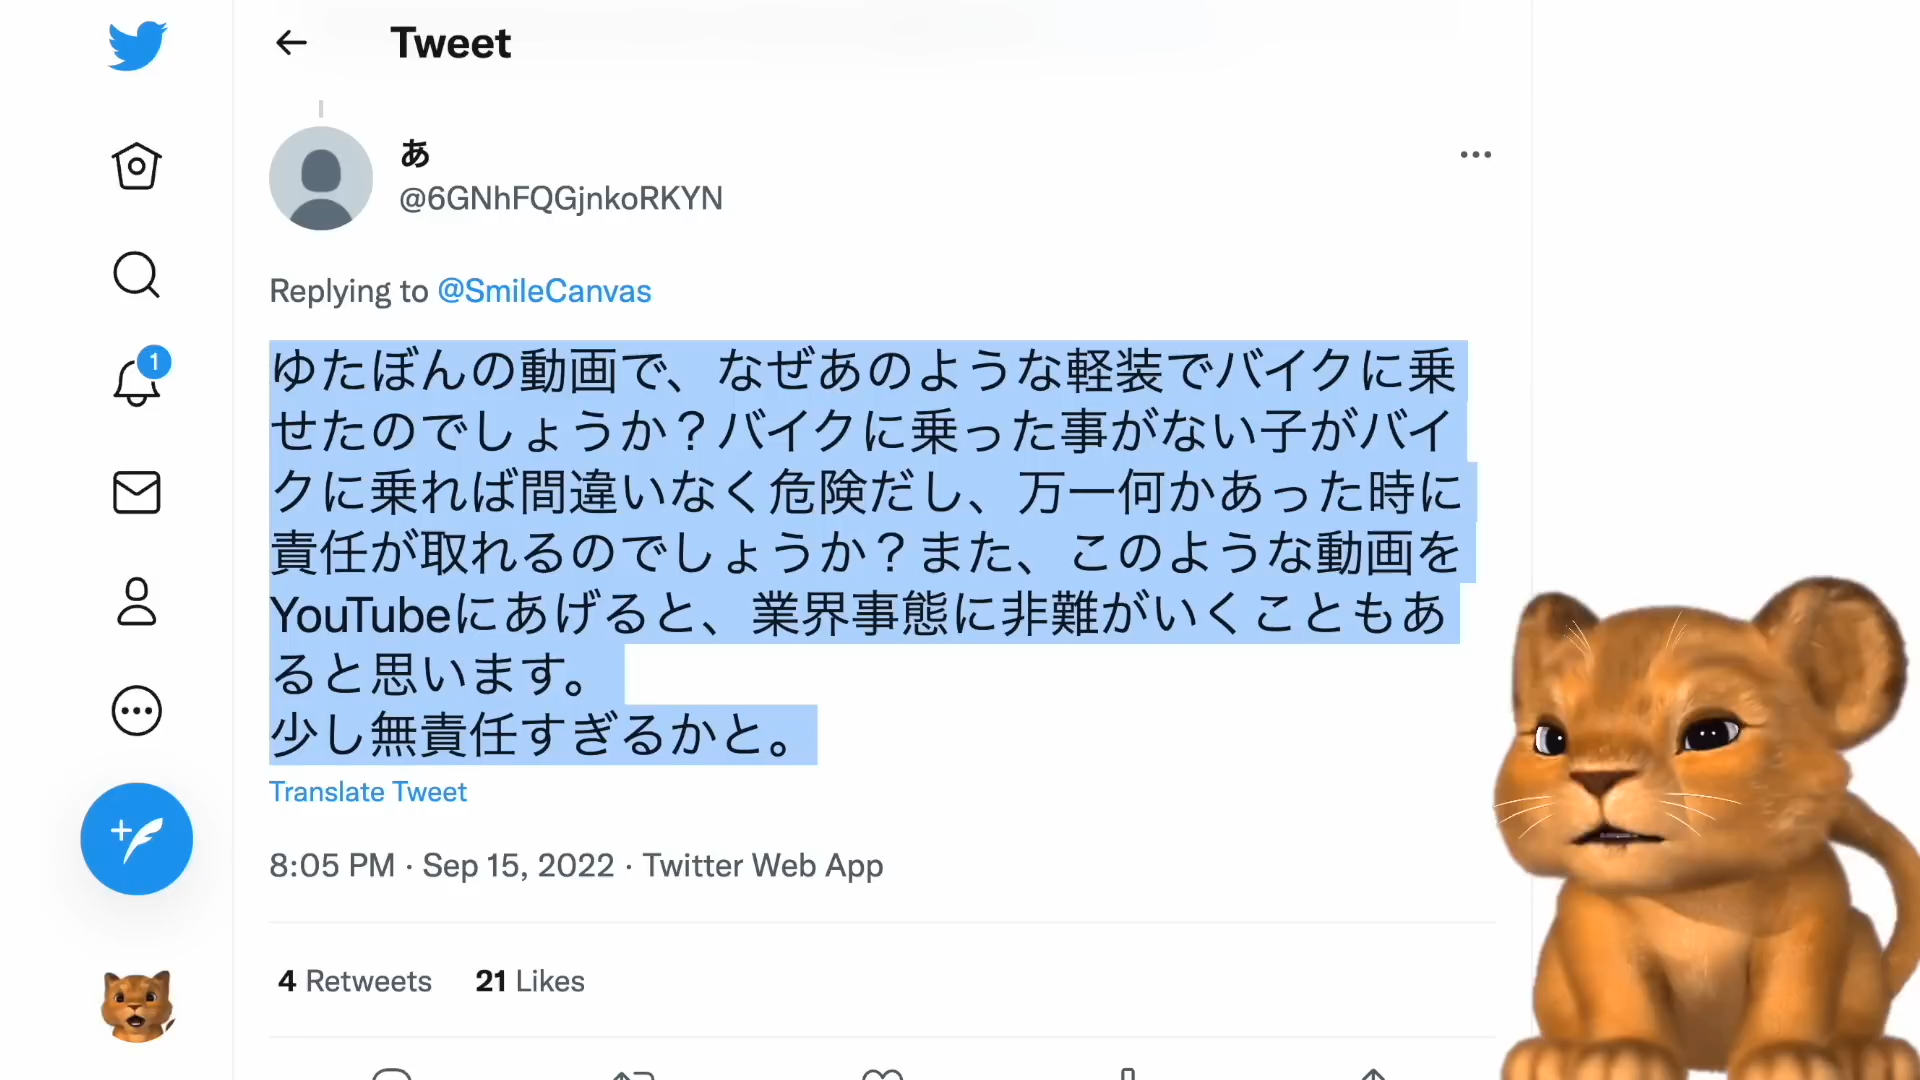 Tweet
あ
@6GNhFQGjnkoRKYN
Replying to @SmileCanvas
1
ゆたぼんの動画で、なぜあのような軽装でバイクに乗
せたのでしょうか？バイクに乗った事がない子がバイ
クに乗れば間違いなく危険だし、万一何かあった時に
責任が取れるのでしょうか？また、このような動画を
YouTubeにあげると、業界事態に非難がいくこともあ
ると思います。
少し無責任すぎるかと。
Translate Tweet
8:05 PM · Sep 15, 2022 · Twitter Web App
4 Retweets 21 Likes